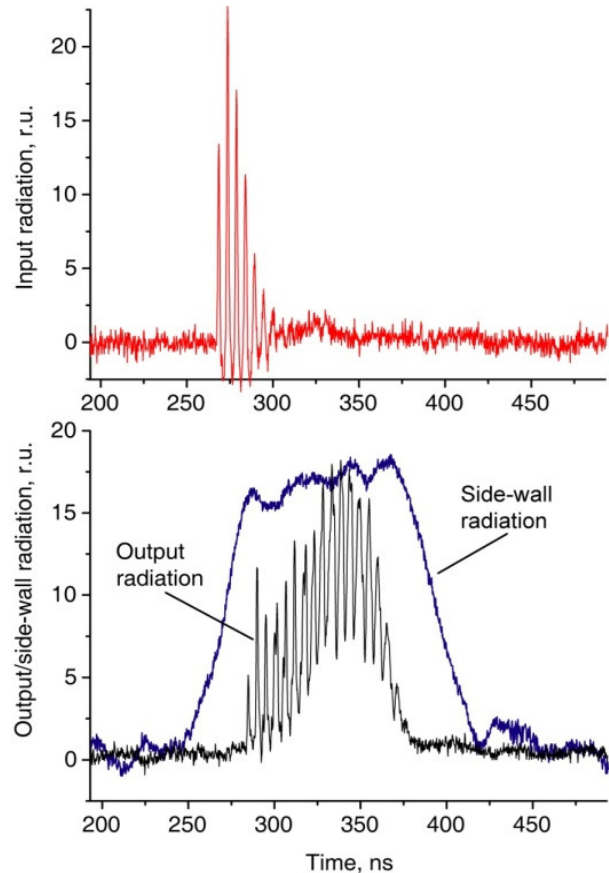 Input radiation, r.u.
20
15
10
5
0
200 250 300 350 400 450
Output/side-wall radiation, r.u.
20
15
10
5
0
Output
radiation
Side-wall
radiation
200 250 300 350 400 450
Time, ns